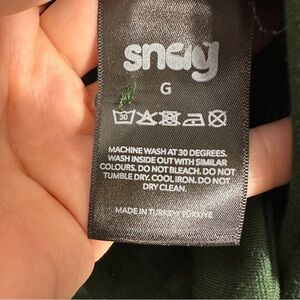 snag
G
30
MACHINE WASH AT 30 DEGREES.
WASH INSIDE OUT WITH SIMILAR
COLOURS. DO NOT BLEACH. DO NOT
TUMBLE DRY. COOL IRON. DO NOT
DRY CLEAN.
MADE IN TURKEY/TÜRKIYE